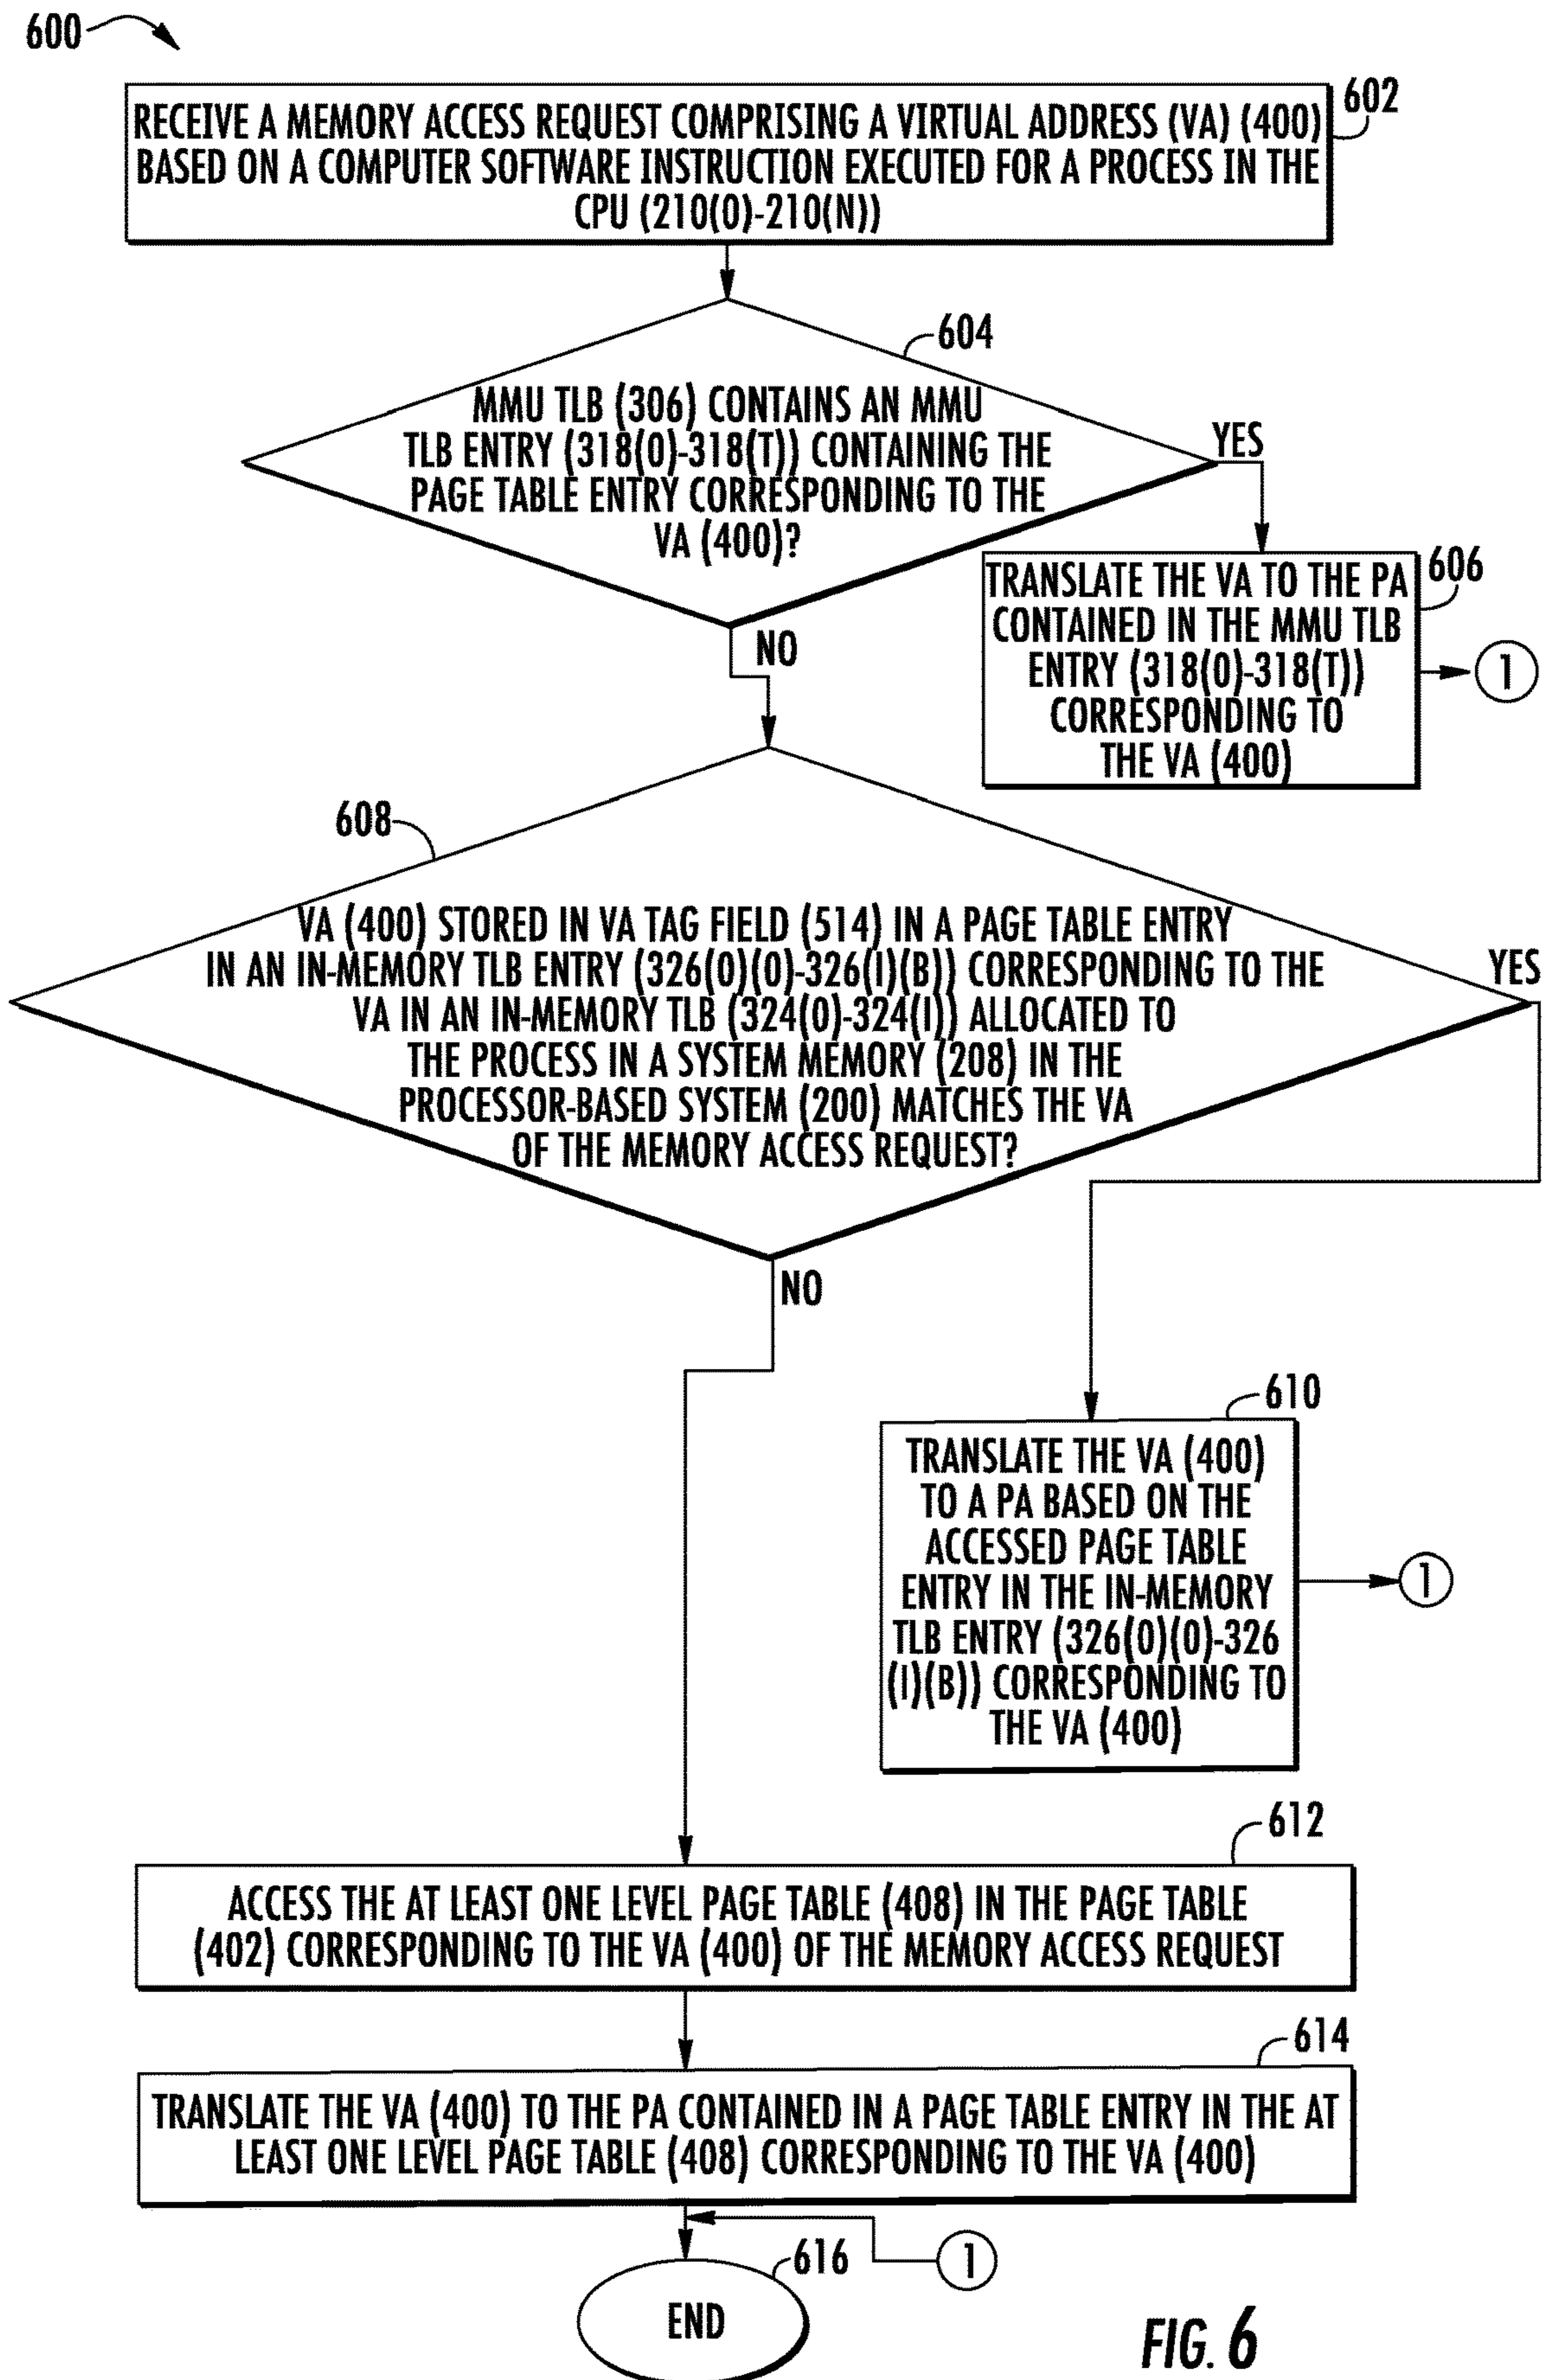 600
602
RECEIVE A MEMORY ACCESS REQUEST COMPRISING A VIRTUAL ADDRESS (VA) (400)
BASED ON A COMPUTER SOFTWARE INSTRUCTION EXECUTED FOR A PROCESS IN THE
CPU (210(0)-210(N))
604
MMU TLB (306) CONTAINS AN MMU
TLB ENTRY (318(0)-318(T)) CONTAINING THE
PAGE TABLE ENTRY CORRESPONDING TO THE
VA (400)?
YES
NO
606
TRANSLATE THE VA TO THE PA
CONTAINED IN THE MMU TLB
ENTRY (318(0)-318(T))
CORRESPONDING TO
THE VA (400)
1
608
VA (400) STORED IN VA TAG FIELD (514) IN A PAGE TABLE ENTRY
IN AN IN-MEMORY TLB ENTRY (326(0)(0)-326(I)(B)) CORRESPONDING TO THE
VA IN AN IN-MEMORY TLB (324(0)-324(I)) ALLOCATED TO
THE PROCESS IN A SYSTEM MEMORY (208) IN THE
PROCESSOR-BASED SYSTEM (200) MATCHES THE VA
OF THE MEMORY ACCESS REQUEST?
YES
NO
610
TRANSLATE THE VA (400)
TO A PA BASED ON THE
ACCESSED PAGE TABLE
ENTRY IN THE IN-MEMORY
TLB ENTRY (326(0)(0)-326
(I)(B)) CORRESPONDING TO
THE VA (400)
1
612
ACCESS THE AT LEAST ONE LEVEL PAGE TABLE (408) IN THE PAGE TABLE
(402) CORRESPONDING TO THE VA (400) OF THE MEMORY ACCESS REQUEST
614
TRANSLATE THE VA (400) TO THE PA CONTAINED IN A PAGE TABLE ENTRY IN THE AT
LEAST ONE LEVEL PAGE TABLE (408) CORRESPONDING TO THE VA (400)
616
1
END
FIG. 6